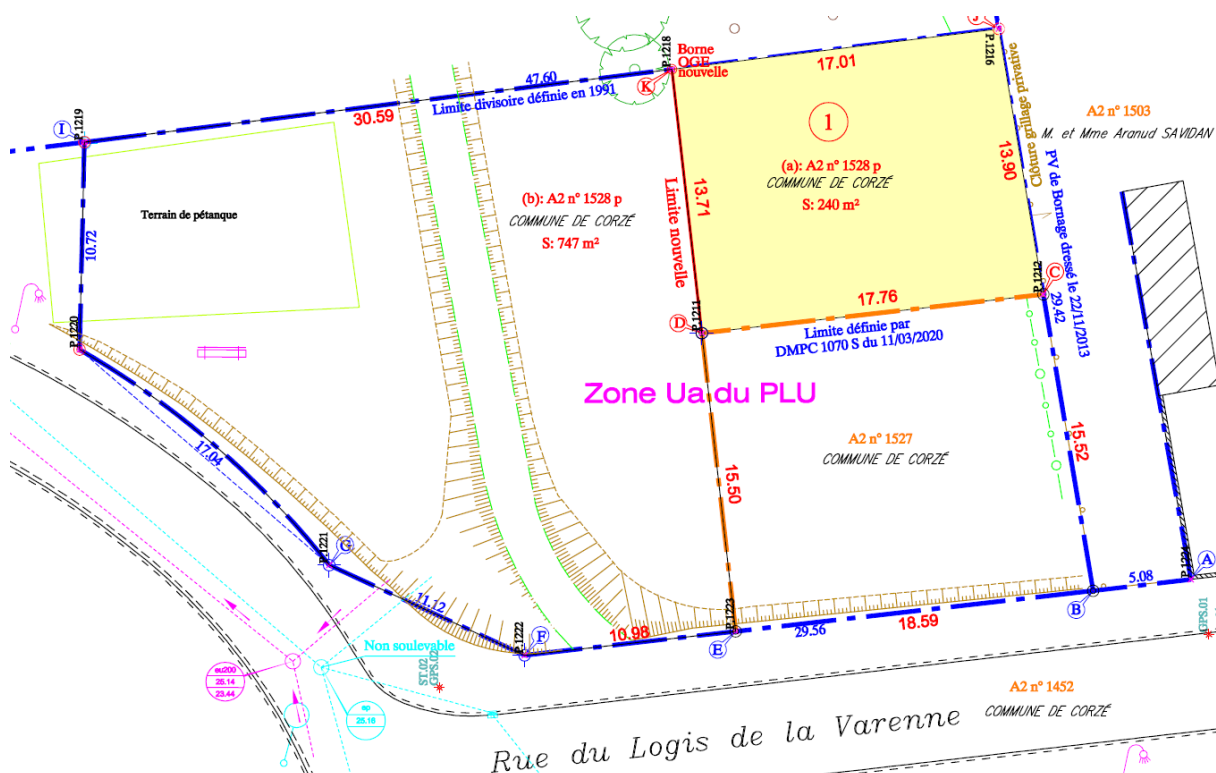 P.1218
Borne
OGE
nouvelle
K
J
P.1216
17.01
47.60
Limite divisoire définie en 1991
30.59
P.1219
I
Clôture grillage privative
A2 n° 1503
M. et Mme Aranud SAVIDAN
1
(a): A2 n° 1528 p
COMMUNE DE CORZÉ
S: 240 m²
13.90
PV de Bornage dressé le 22/11/2013
29.42
(b): A2 n° 1528 p
COMMUNE DE CORZÉ
S: 747 m²
13.71
Limite nouvelle
Terrain de pétanque
10.72
P.1212
C
17.76
P.1211
D
Limite définie par
DMPC 1070 S du 11/03/2020
P.1220
Zone Ua du PLU
A2 n° 1527
COMMUNE DE CORZÉ
15.52
15.50
17.04
P.1221
G
P.1224
A
5.08
B
11.12
P.1223
E
10.98
29.56
18.59
P.1222
F
Non soulevable
ST.02
GPS.02
GPS.01
eu200
25.14
23.44
ep
25.18
A2 n° 1452
COMMUNE DE CORZÉ
Rue du Logis de la Varenne